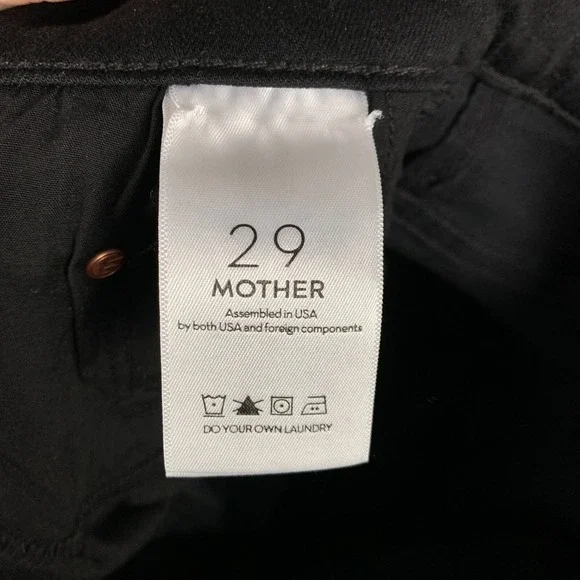 29
MOTHER
Assembled in USA
by both USA and foreign components
DO YOUR OWN LAUNDRY